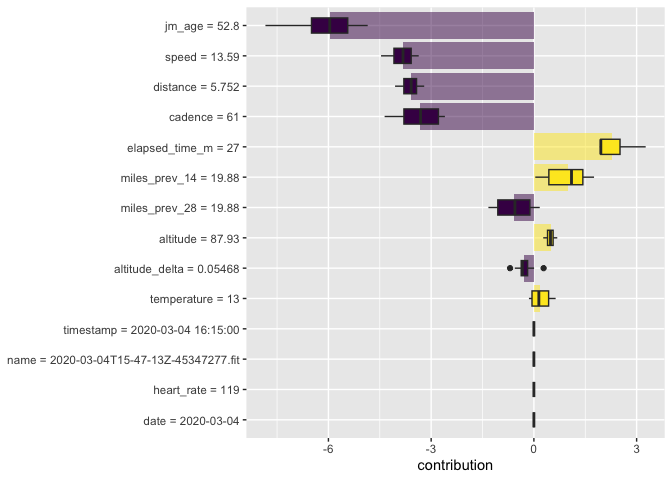 jm_age = 52.8
speed = 13.59
distance = 5.752
cadence = 61
elapsed_time_m = 27
miles_prev_14 = 19.88
miles_prev_28 = 19.88
altitude = 87.93
altitude_delta = 0.05468
temperature = 13
timestamp = 2020-03-04 16:15:00
name = 2020-03-04T15-47-13Z-45347277.fit
heart_rate = 119
date = 2020-03-04
-6 -3 0 3
contribution